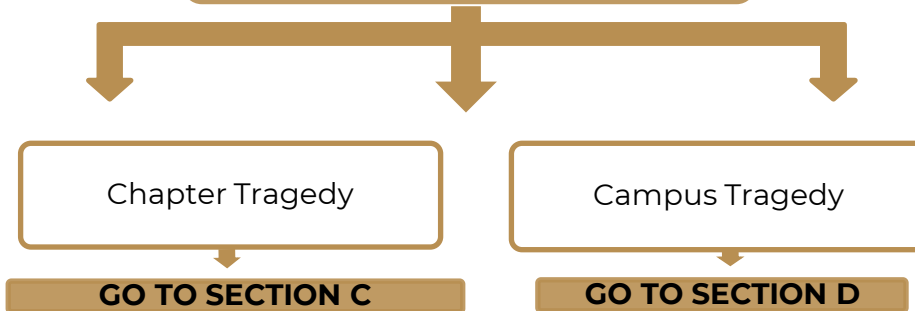 Chapter Tragedy
Campus Tragedy
GO TO SECTION C
GO TO SECTION D